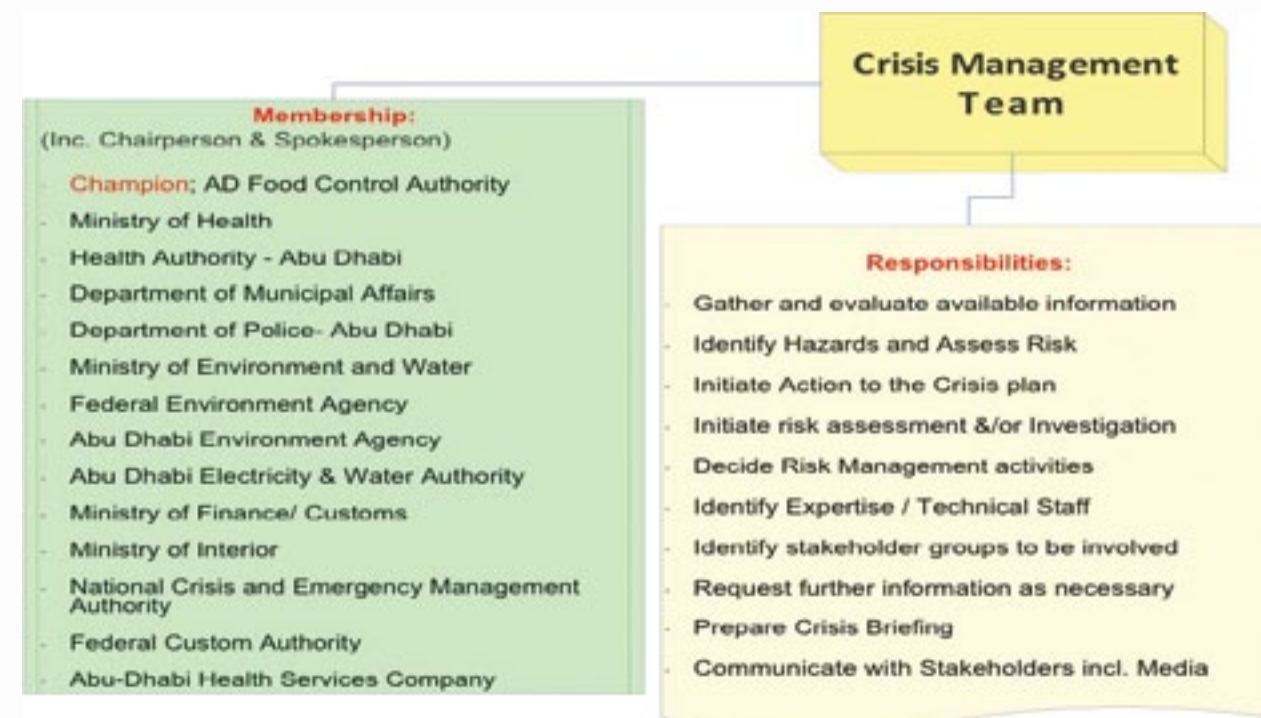 Crisis Management
Team
Membership:
(Inc. Chairperson & Spokesperson)
- Champion; AD Food Control Authority
- Ministry of Health
- Health Authority - Abu Dhabi
- Department of Municipal Affairs
- Department of Police- Abu Dhabi
- Ministry of Environment and Water
- Federal Environment Agency
- Abu Dhabi Environment Agency
- Abu Dhabi Electricity & Water Authority
- Ministry of Finance/ Customs
- Ministry of Interior
- National Crisis and Emergency Management
Authority
- Federal Custom Authority
- Abu-Dhabi Health Services Company
Responsibilities:
- Gather and evaluate available information
- Identify Hazards and Assess Risk
- Initiate Action to the Crisis plan
- Initiate risk assessment &/or Investigation
- Decide Risk Management activities
- Identify Expertise / Technical Staff
- Identify stakeholder groups to be involved
- Request further information as necessary
- Prepare Crisis Briefing
- Communicate with Stakeholders incl. Media